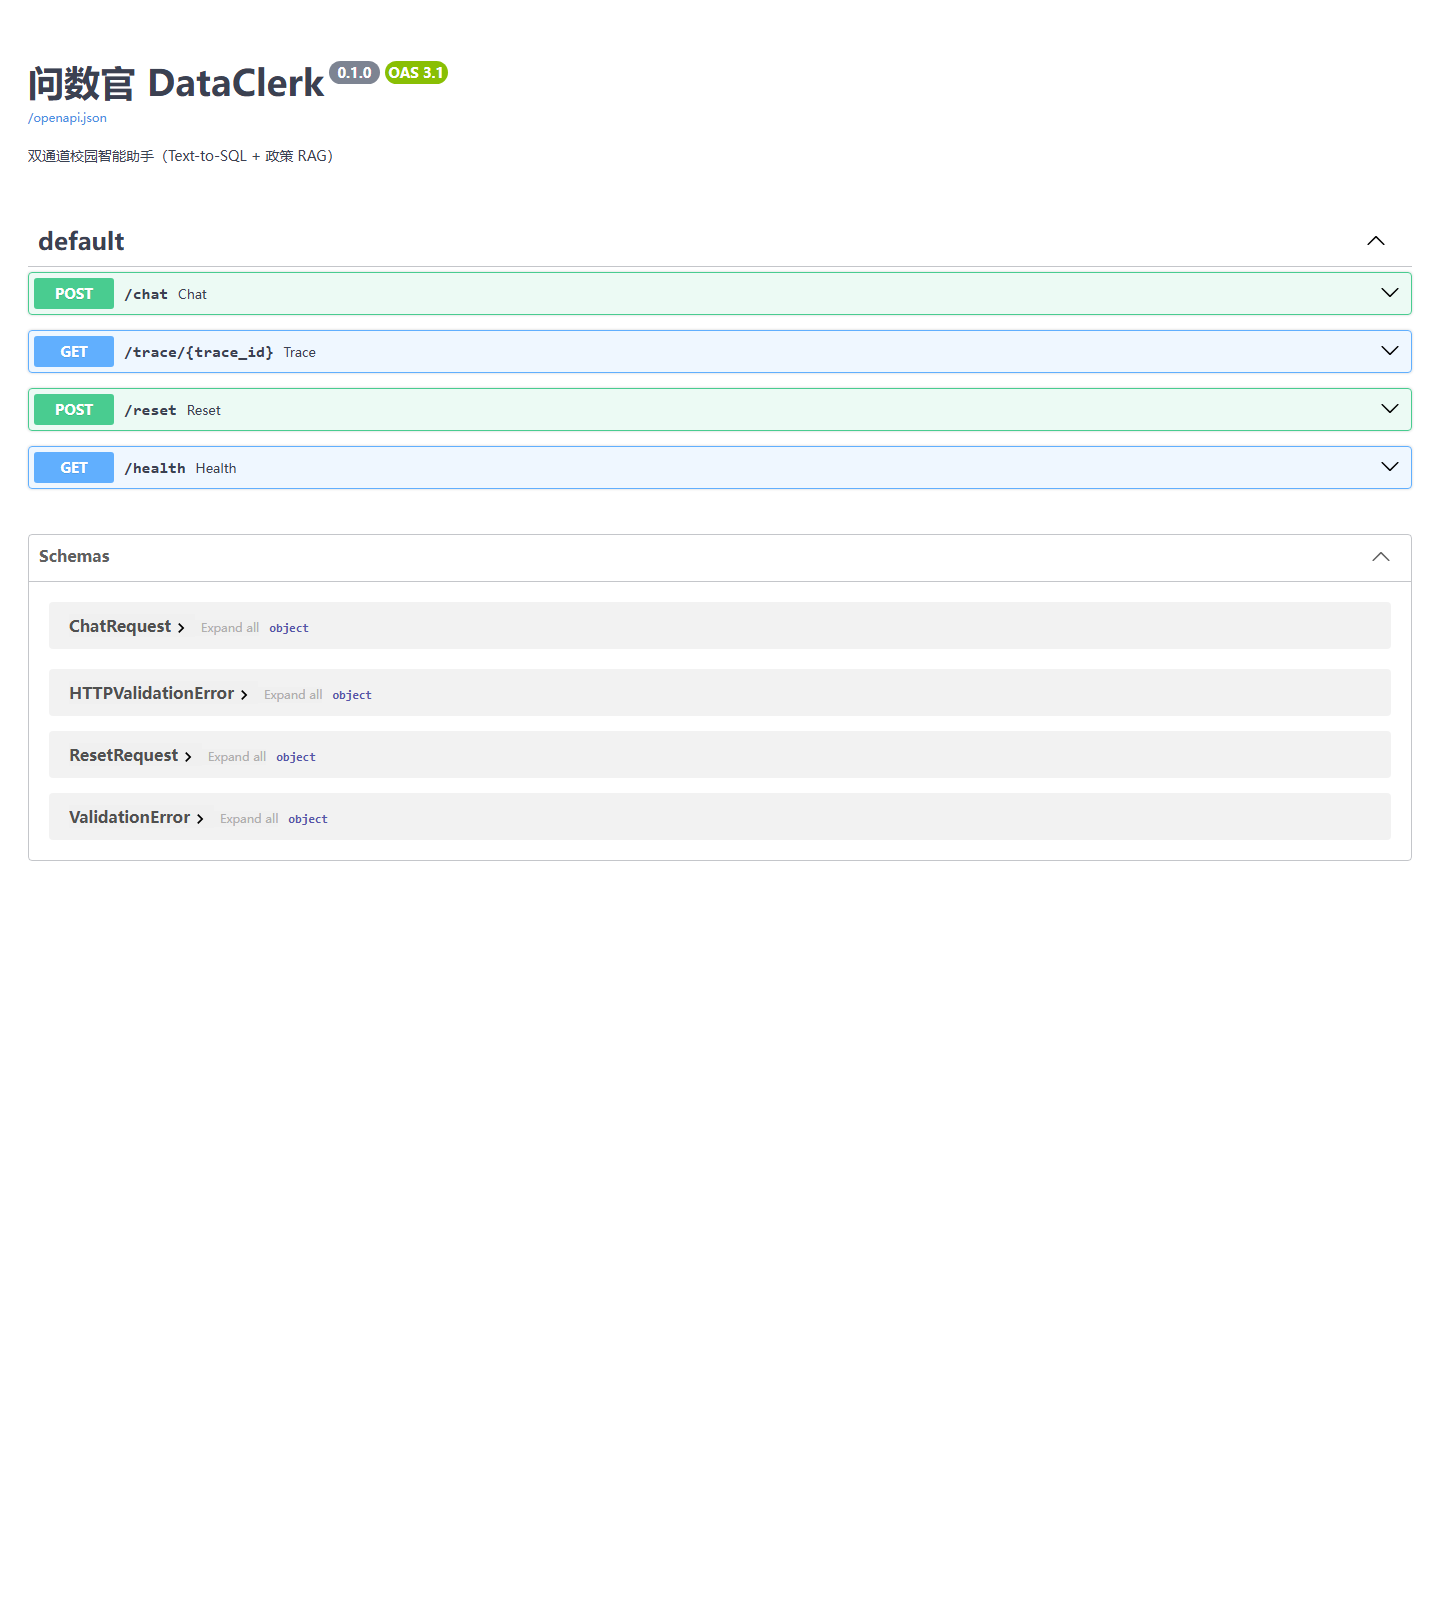 问数官 DataClerk 0.1.0 OAS 3.1
/openapi.json
双通道校园智能助手（Text-to-SQL + 政策 RAG）
default
POST /chat Chat
GET /trace/{trace_id} Trace
POST /reset Reset
GET /health Health
Schemas
ChatRequest Expand all object
HTTPValidationError Expand all object
ResetRequest Expand all object
ValidationError Expand all object